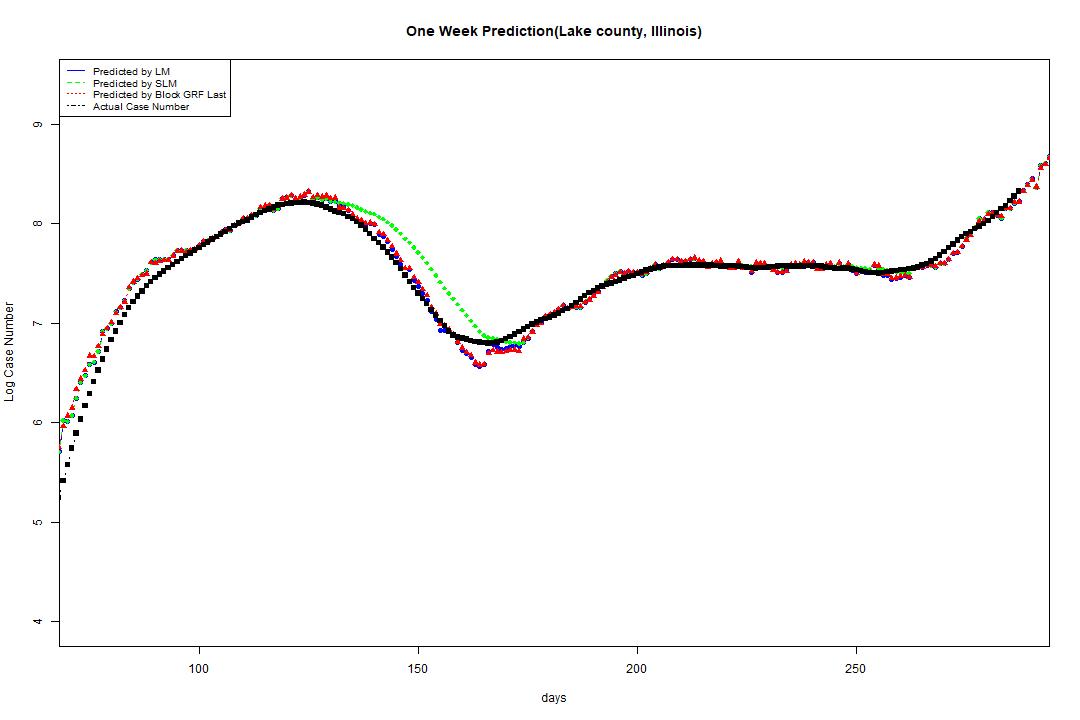 One Week Prediction(Lake county, Illinois)
Predicted by LM
Predicted by SLM
Predicted by Block GRF Last
Actual Case Number
9
8
7
6
5
4
Log Case Number
100 150 200 250
days